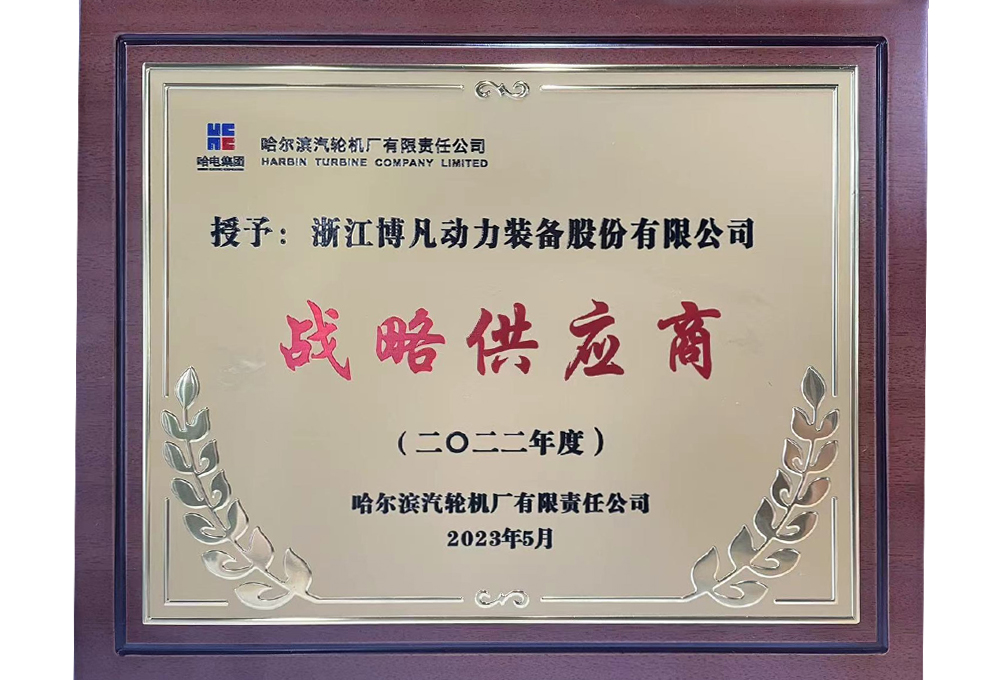 哈电集团
哈尔滨汽轮机厂有限责任公司
HARBIN TURBINE COMPANY LIMITED
授予：浙江博凡动力装备股份有限公司
战略供应商
（二〇二二年度）
哈尔滨汽轮机厂有限责任公司
2023年5月